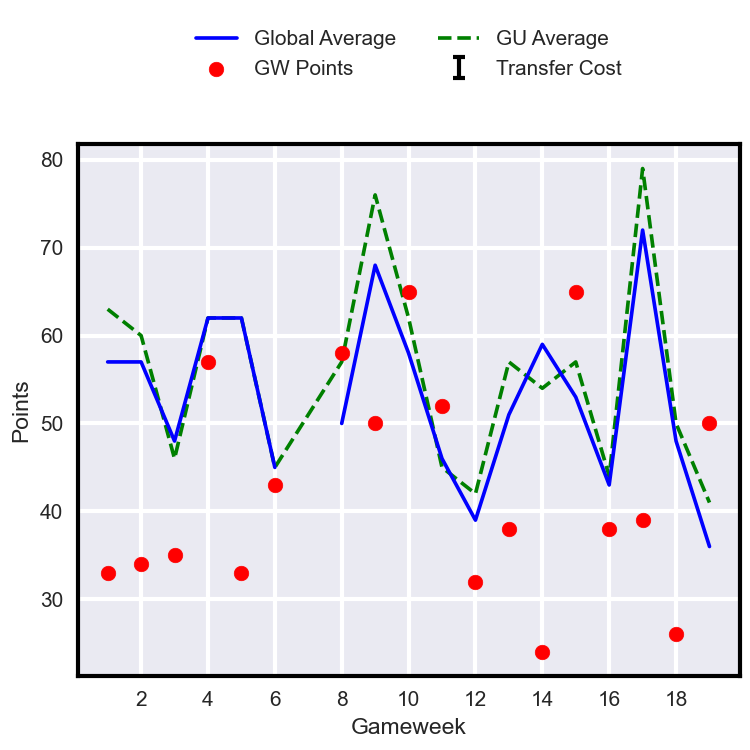 Global Average
GW Points
GU Average
Transfer Cost
80
70
60
50
40
30
Points
2 4 6 8 10 12 14 16 18
Gameweek